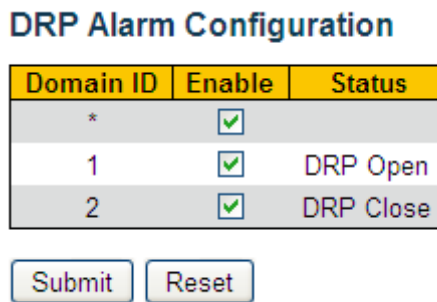 DRP Alarm Configuration
Domain ID Enable Status
*
1 DRP Open
2 DRP Close
Submit Reset